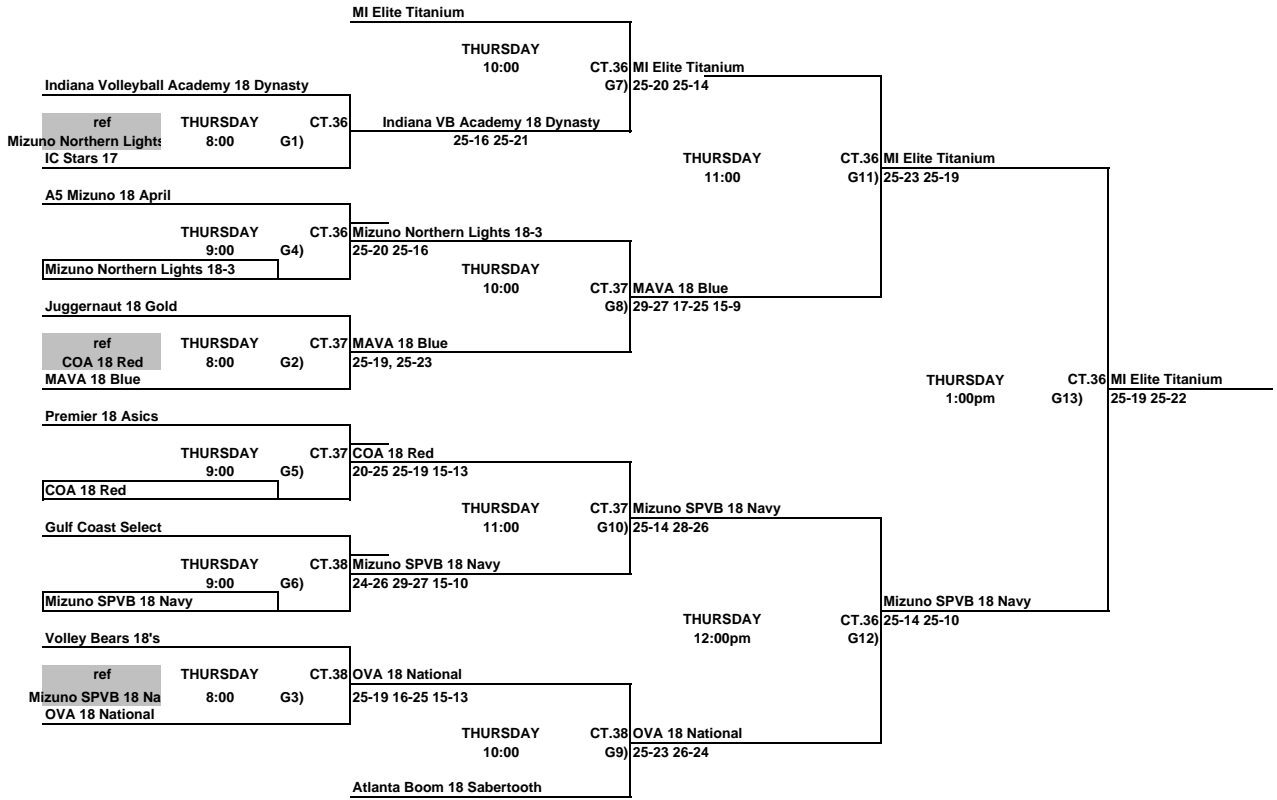 MI Elite Titanium
THURSDAY
10:00
CT.36 MI Elite Titanium
G7) 25-20 25-14
Indiana Volleyball Academy 18 Dynasty
ref THURSDAY CT.36 Indiana VB Academy 18 Dynasty
Mizuno Northern Lights 8:00 G1) 25-16 25-21
IC Stars 17
THURSDAY CT.36 MI Elite Titanium
11:00 G11) 25-23 25-19
A5 Mizuno 18 April
THURSDAY CT.36 Mizuno Northern Lights 18-3
9:00 G4) 25-20 25-16
Mizuno Northern Lights 18-3
THURSDAY
10:00 CT.37 MAVA 18 Blue
G8) 29-27 17-25 15-9
Juggernaut 18 Gold
ref THURSDAY CT.37 MAVA 18 Blue
COA 18 Red 8:00 G2) 25-19, 25-23
MAVA 18 Blue
THURSDAY CT.36 MI Elite Titanium
1:00pm G13) 25-19 25-22
Premier 18 Asics
THURSDAY CT.37 COA 18 Red
9:00 G5) 20-25 25-19 15-13
COA 18 Red
THURSDAY CT.37 Mizuno SPVB 18 Navy
11:00 G10) 25-14 28-26
Gulf Coast Select
THURSDAY CT.38 Mizuno SPVB 18 Navy
9:00 G6) 24-26 29-27 15-10
Mizuno SPVB 18 Navy
Mizuno SPVB 18 Navy
THURSDAY CT.36 25-14 25-10
12:00pm G12)
Volley Bears 18's
ref THURSDAY CT.38 OVA 18 National
Mizuno SPVB 18 Na 8:00 G3) 25-19 16-25 15-13
OVA 18 National
THURSDAY CT.38 OVA 18 National
10:00 G9) 25-23 26-24
Atlanta Boom 18 Sabertooth